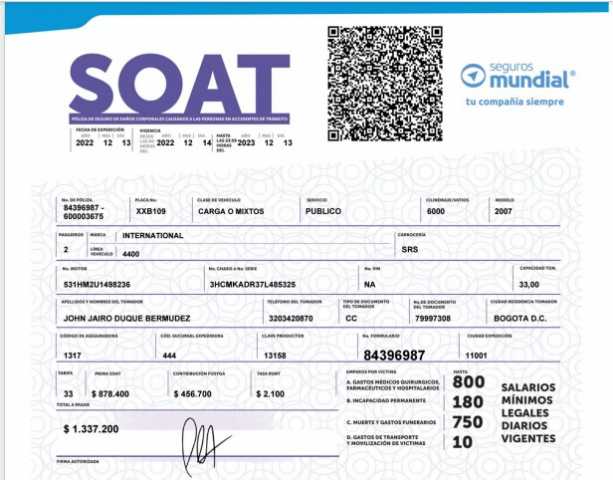 SOAT
seguros
mundial®
tu compañía siempre
PÓLIZA DE SEGURO DE DAÑOS CORPORALES CAUSADOS A LAS PERSONAS EN ACCIDENTES DE TRÁNSITO
FECHA DE EXPEDICIÓN
AÑO MES DÍA
2022 12 13
VIGENCIA
DESDE LAS 00 HORAS DEL
AÑO MES DÍA
2022 12 14
HASTA LAS 23:59 HORAS DEL
AÑO MES DÍA
2023 12 13
No. DE PÓLIZA PLACA No. CLASE DE VEHÍCULO SERVICIO CILINDRAJE/VATIOS MODELO
84396987 -
600003675
XXB109 CARGA O MIXTOS PUBLICO 6000 2007
PASAJEROS MARCA INTERNATIONAL CARROCERÍA
2 LÍNEA VEHÍCULO 4400 SRS
No. MOTOR No. CHASIS ó No. SERIE No. VIN CAPACIDAD TON.
531HM2U1498236 3HCMKADR37L485325 NA 33,00
APELLIDOS Y NOMBRES DEL TOMADOR TELÉFONO DEL TOMADOR TIPO DE DOCUMENTO DEL TOMADOR No. DE DOCUMENTO DEL TOMADOR CIUDAD RESIDENCIA TOMADOR
JOHN JAIRO DUQUE BERMUDEZ 3203420870 CC 79997308 BOGOTA D.C.
CÓDIGO DE ASEGURADORA CÓD. SUCURSAL EXPEDIDORA CLAVE PRODUCTOR No. FORMULARIO CIUDAD EXPEDICIÓN
1317 444 13158 84396987 11001
TARIFA PRIMA SOAT CONTRIBUCIÓN FOSYGA TASA RUNT
33 $ 878.400 $ 456.700 $ 2.100
TOTAL A PAGAR
$ 1.337.200
FIRMA AUTORIZADA
AMPAROS POR VICTIMA HASTA
A. GASTOS MÉDICOS QUIRURGICOS, FARMACÉUTICOS Y HOSPITALARIOS 800
B. INCAPACIDAD PERMANENTE 180
C. MUERTE Y GASTOS FUNERARIOS 750
D. GASTOS DE TRANSPORTE Y MOVILIZACIÓN DE VICTIMAS 10
SALARIOS
MÍNIMOS
LEGALES
DIARIOS
VIGENTES